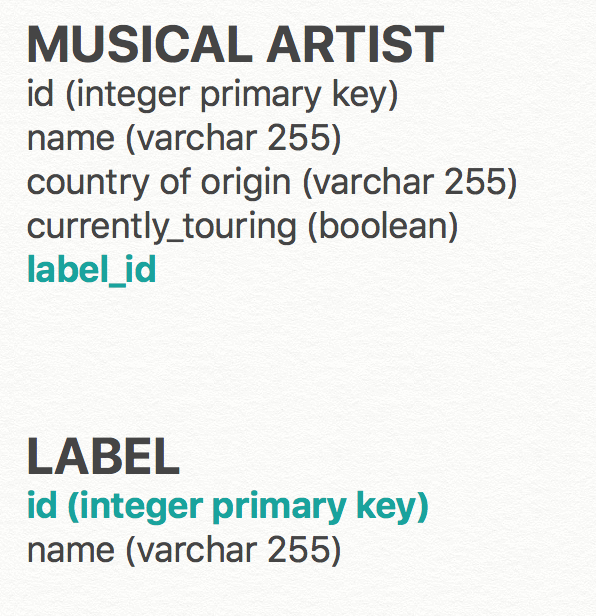 MUSICAL ARTIST
id (integer primary key)
name (varchar 255)
country of origin (varchar 255)
currently_touring (boolean)
label_id
LABEL
id (integer primary key)
name (varchar 255)